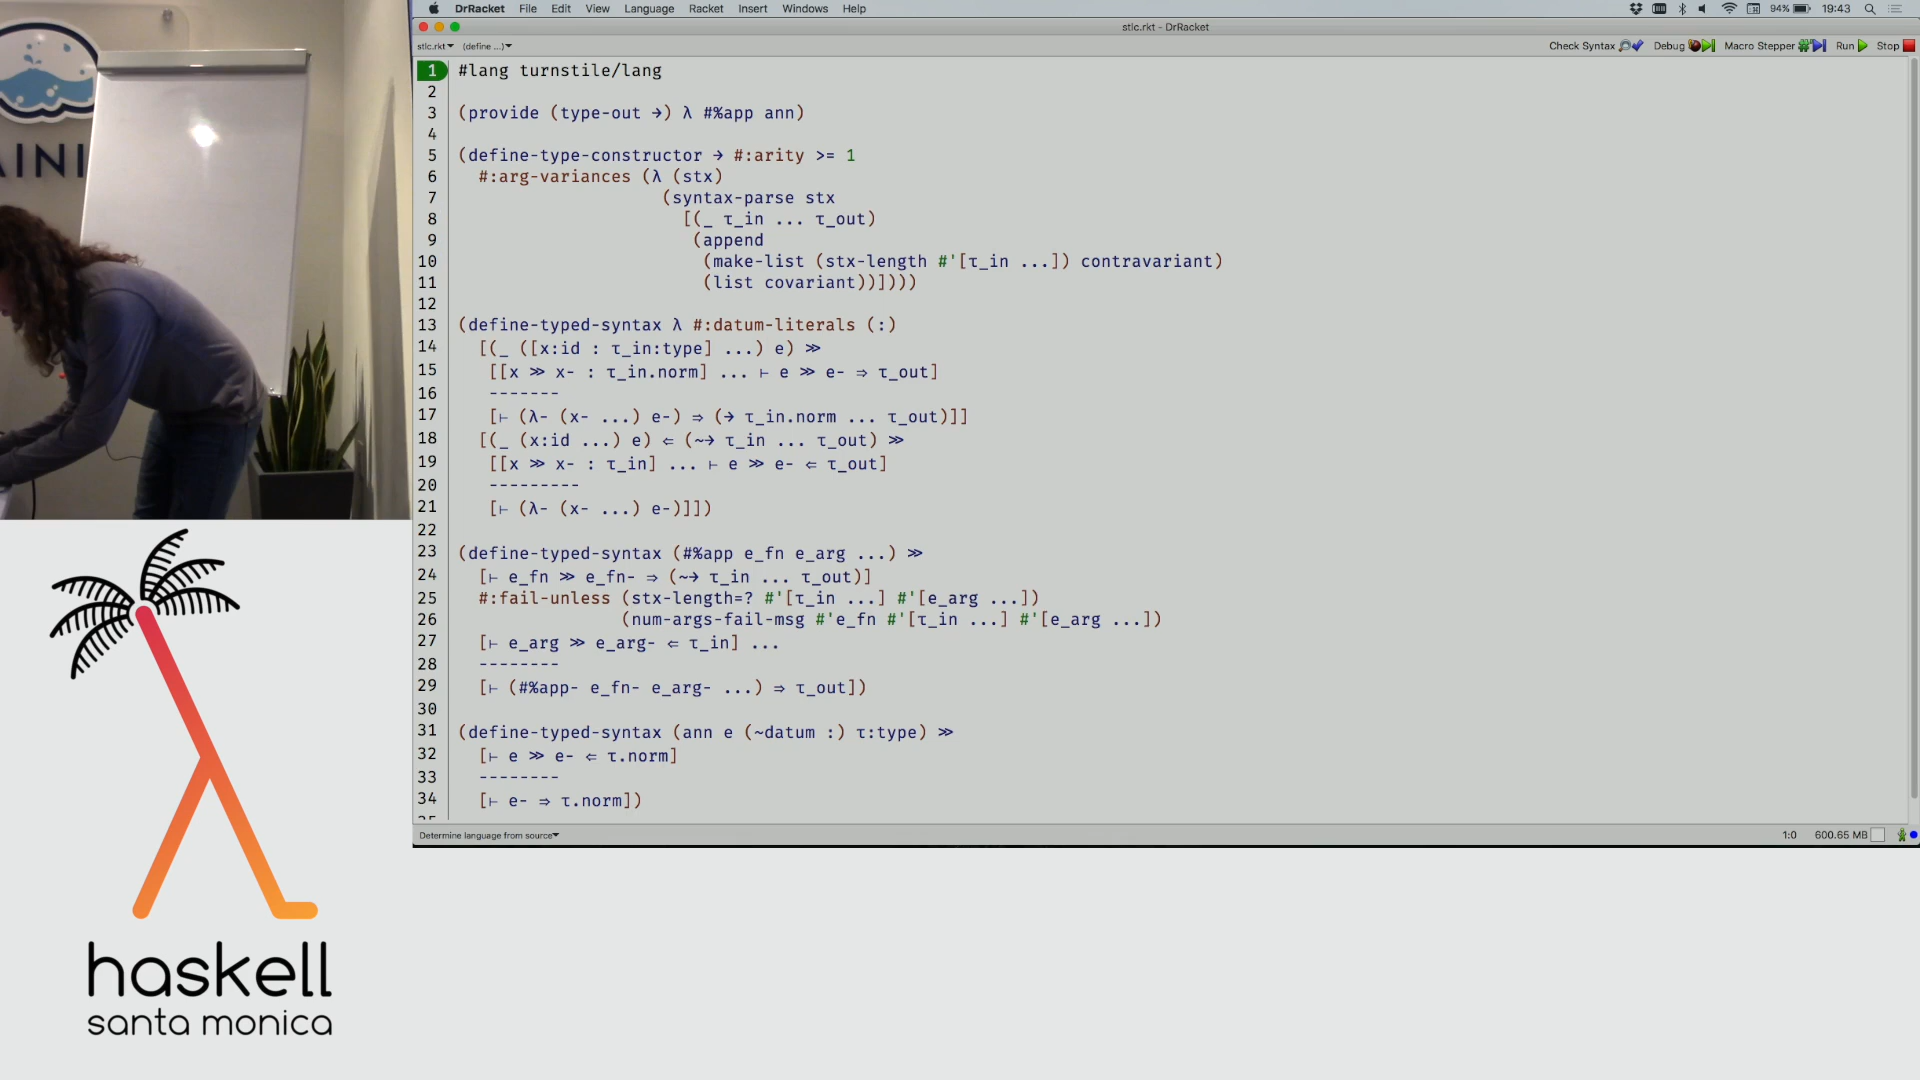 DrRacket File Edit View Language Racket Insert Windows Help 94% 19:43
stlc.rkt - DrRacket
stlc.rkt (define ...) Check Syntax Debug Macro Stepper Run Stop
1 #lang turnstile/lang
2
3 (provide (type-out →) λ #%app ann)
4
5 (define-type-constructor → #:arity >= 1
6 #:arg-variances (λ (stx)
7 (syntax-parse stx
8 [(_ τ_in ... τ_out)
9 (append
10 (make-list (stx-length #'[τ_in ...]) contravariant)
11 (list covariant))])))
12
13 (define-typed-syntax λ #:datum-literals (:)
14 [(_ ([x:id : τ_in:type] ...) e) ≫
15 [[x ≫ x- : τ_in.norm] ... ⊢ e ≫ e- ⇒ τ_out]
16 -------
17 [⊢ (λ- (x- ...) e-) ⇒ (→ τ_in.norm ... τ_out)]]
18 [(_ (x:id ...) e) ⇐ (~→ τ_in ... τ_out) ≫
19 [[x ≫ x- : τ_in] ... ⊢ e ≫ e- ⇐ τ_out]
20 ---------
21 [⊢ (λ- (x- ...) e-)]])
22
23 (define-typed-syntax (#%app e_fn e_arg ...) ≫
24 [⊢ e_fn ≫ e_fn- ⇒ (~→ τ_in ... τ_out)]
25 #:fail-unless (stx-length=? #'[τ_in ...] #'[e_arg ...])
26 (num-args-fail-msg #'e_fn #'[τ_in ...] #'[e_arg ...])
27 [⊢ e_arg ≫ e_arg- ⇐ τ_in] ...
28 --------
29 [⊢ (#%app- e_fn- e_arg- ...) ⇒ τ_out])
30
31 (define-typed-syntax (ann e (~datum :) τ:type) ≫
32 [⊢ e ≫ e- ⇐ τ.norm]
33 --------
34 [⊢ e- ⇒ τ.norm])
Determine language from source 1:0 600.65 MB
AINI
haskell
santa monica